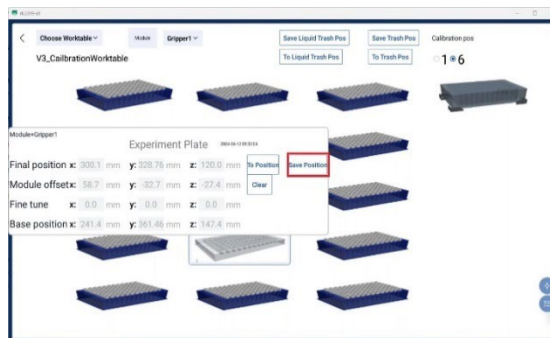 Choose Worktable
Module
Gripper1
Save Liquid Trash Pos
Save Trash Pos
Calibration pos
V3_CailbrationWorktable
To Liquid Trash Pos
To Trash Pos
1
6
Module=Gripper1
Experiment Plate
Final position x: 300.1 mm y: 328.76 mm z: 120.0 mm To Position Save Position
Module offset x: 58.7 mm y: -32.7 mm z: -27.4 mm Clear
Fine tune x: 0.0 mm y: 0.0 mm z: 0.0 mm
Base position x: 241.4 mm y: 361.46 mm z: 147.4 mm